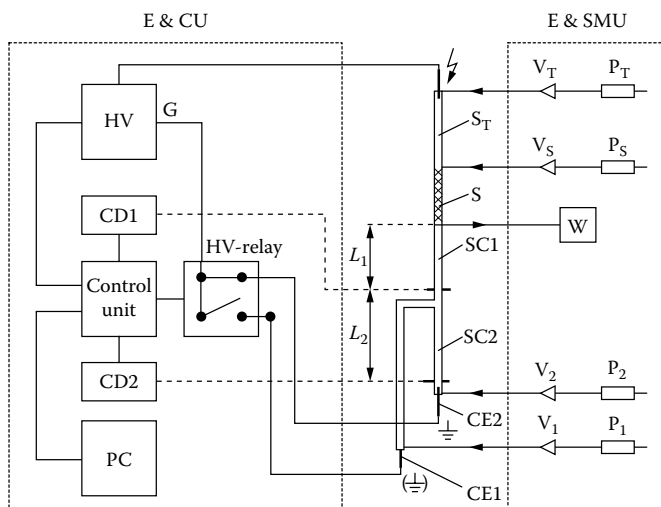 E & CU
E & SMU
HV
G
V_T
P_T
S_T
V_S
P_S
S
CD1
W
HV-relay
L_1
SC1
Control
unit
L_2
SC2
CD2
V_2
P_2
CE2
V_1
P_1
PC
CE1